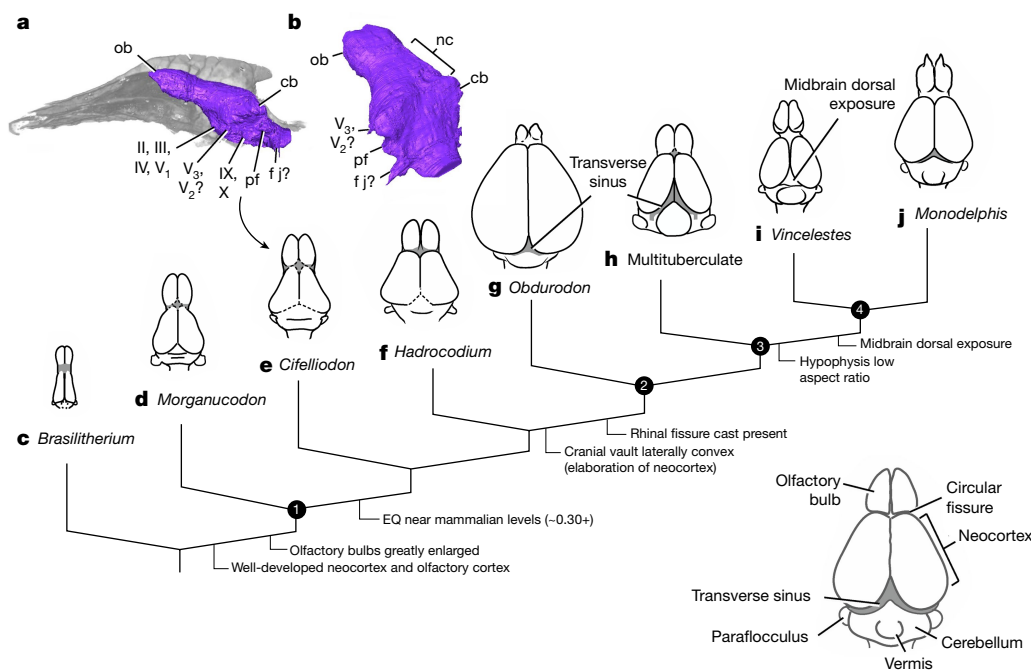 a
ob
cb
II, III,
IV, V1
V3,
V2?
IX,
X
pf
f j?
b
ob
nc
cb
V3,
V2?
pf
f j?
Transverse
sinus
Midbrain dorsal
exposure
c Brasilitherium
d Morganucodon
e Cifelliodon
f Hadrocodium
g Obdurodon
h Multituberculate
i Vincelestes
j Monodelphis
4
3
2
1
Midbrain dorsal exposure
Hypophysis low
aspect ratio
Rhinal fissure cast present
Cranial vault laterally convex
(elaboration of neocortex)
EQ near mammalian levels (~0.30+)
Olfactory bulbs greatly enlarged
Well-developed neocortex and olfactory cortex
Olfactory
bulb
Circular
fissure
Neocortex
Transverse sinus
Paraflocculus
Cerebellum
Vermis